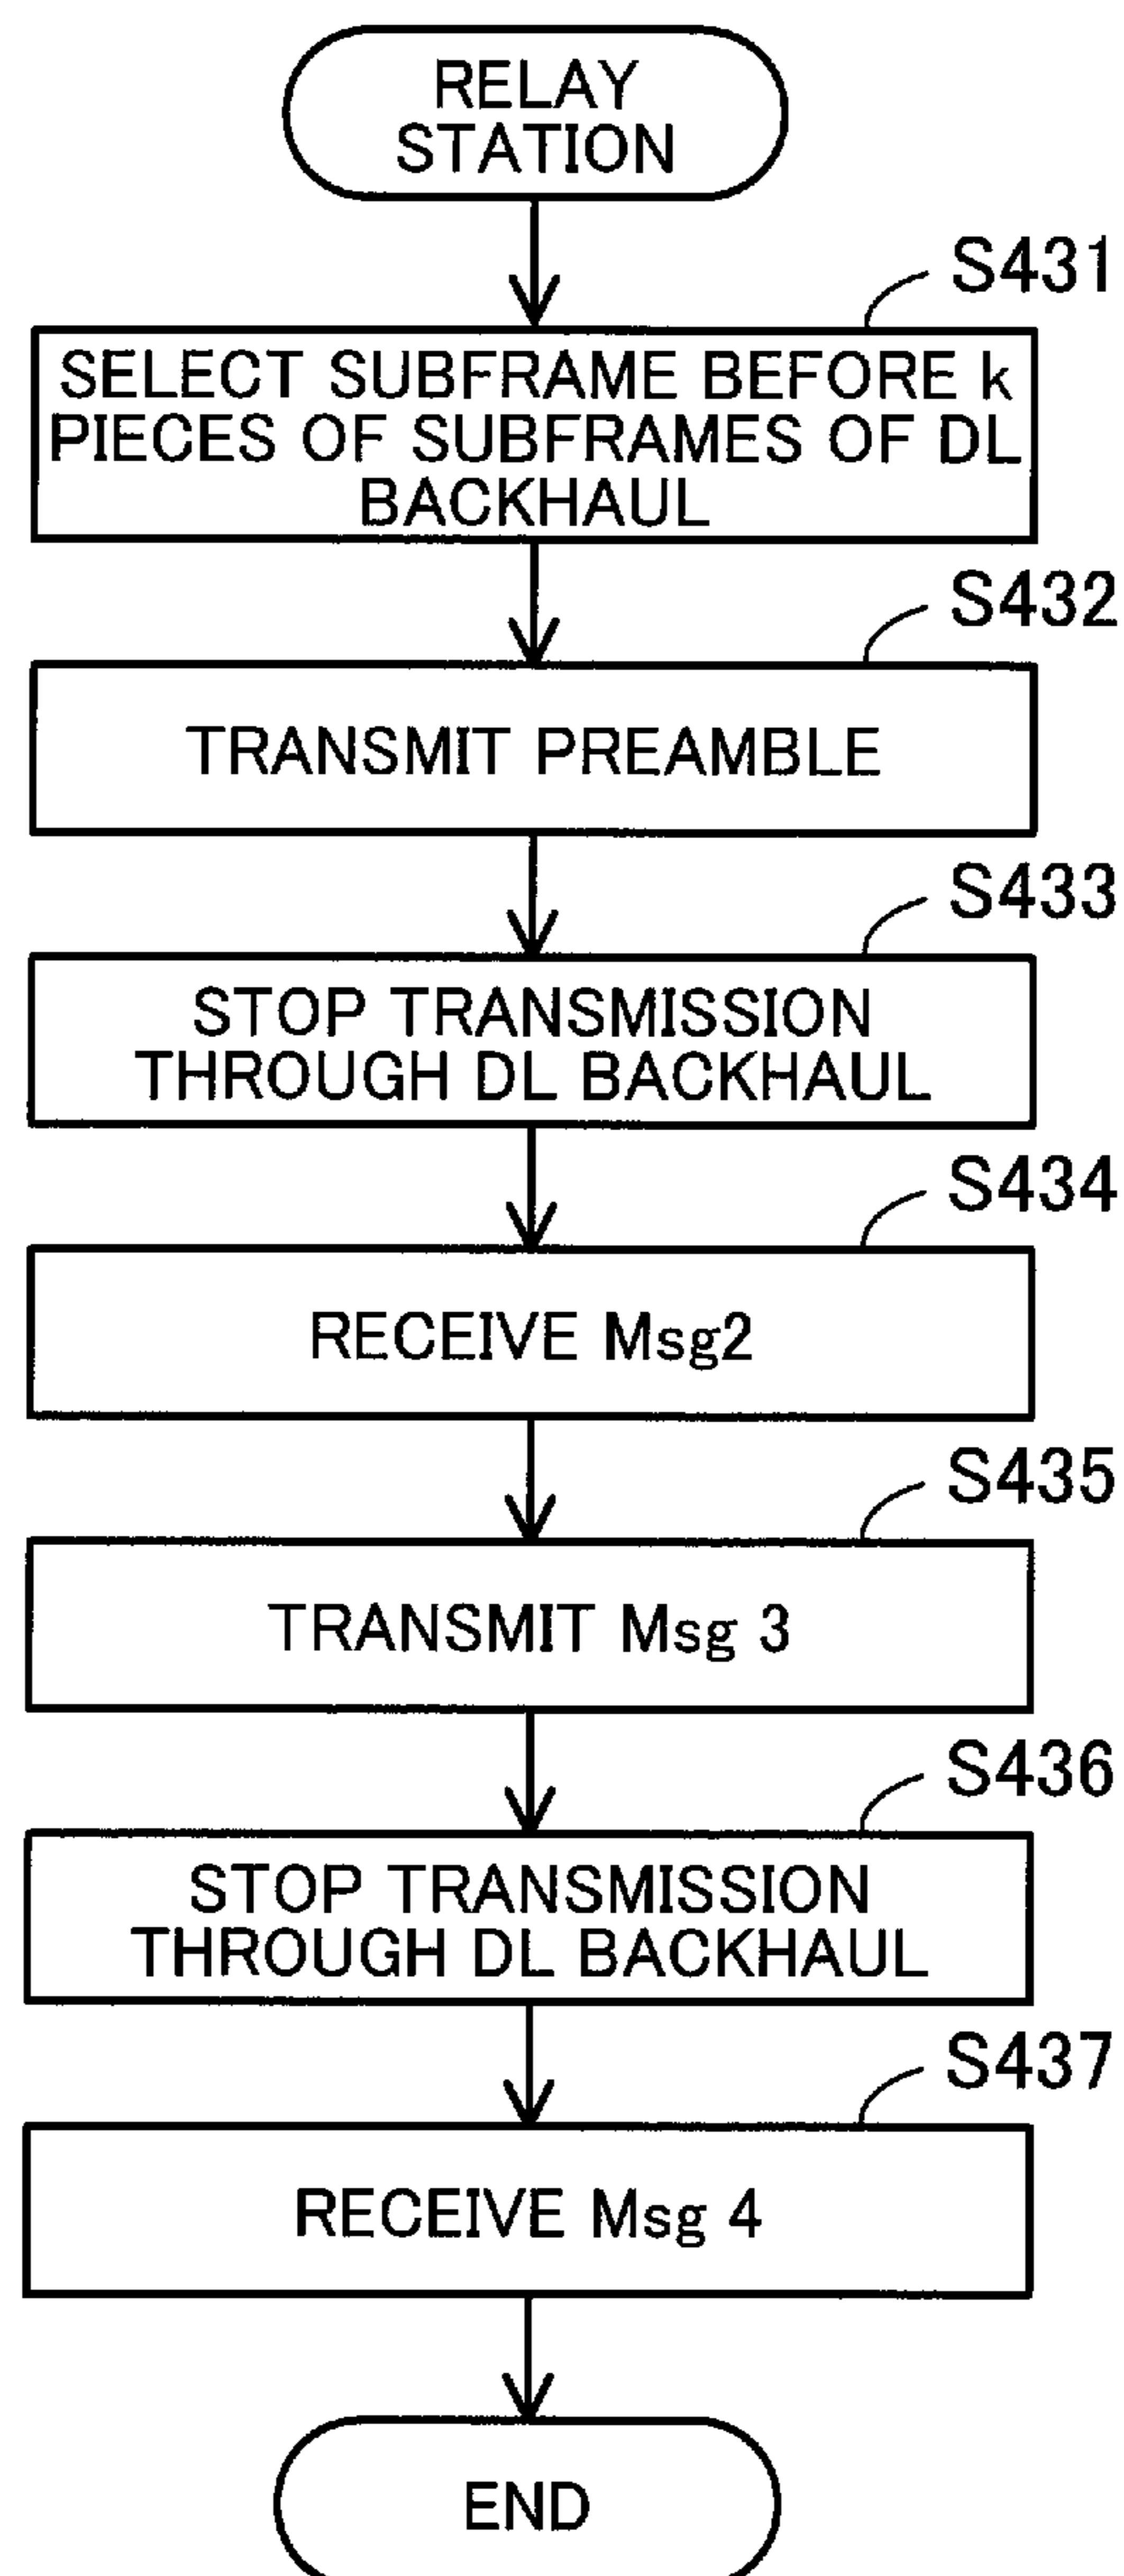 RELAY
STATION
S431
SELECT SUBFRAME BEFORE k
PIECES OF SUBFRAMES OF DL
BACKHAUL
S432
TRANSMIT PREAMBLE
S433
STOP TRANSMISSION
THROUGH DL BACKHAUL
S434
RECEIVE Msg2
S435
TRANSMIT Msg 3
S436
STOP TRANSMISSION
THROUGH DL BACKHAUL
S437
RECEIVE Msg 4
END